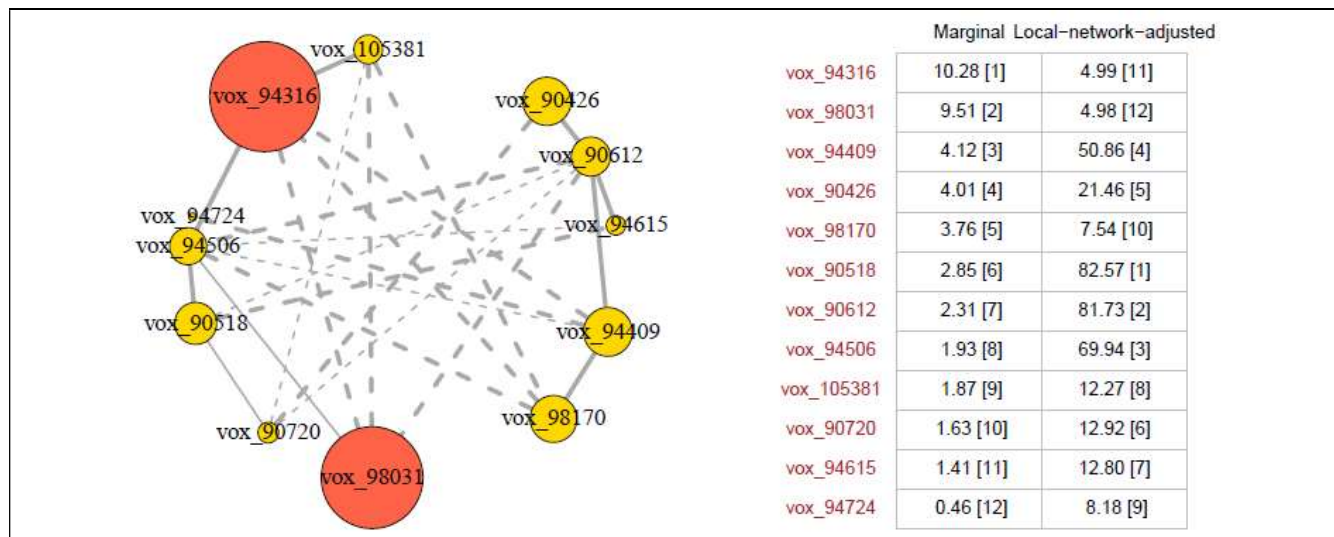 vox_105381
vox_94316
vox_90426
vox_90612
vox_94724
vox_94615
vox_94506
vox_90518
vox_94409
vox_98170
vox_90720
vox_98031
Marginal Local-network-adjusted
vox_94316 10.28 [1] 4.99 [11]
vox_98031 9.51 [2] 4.98 [12]
vox_94409 4.12 [3] 50.86 [4]
vox_90426 4.01 [4] 21.46 [5]
vox_98170 3.76 [5] 7.54 [10]
vox_90518 2.85 [6] 82.57 [1]
vox_90612 2.31 [7] 81.73 [2]
vox_94506 1.93 [8] 69.94 [3]
vox_105381 1.87 [9] 12.27 [8]
vox_90720 1.63 [10] 12.92 [6]
vox_94615 1.41 [11] 12.80 [7]
vox_94724 0.46 [12] 8.18 [9]